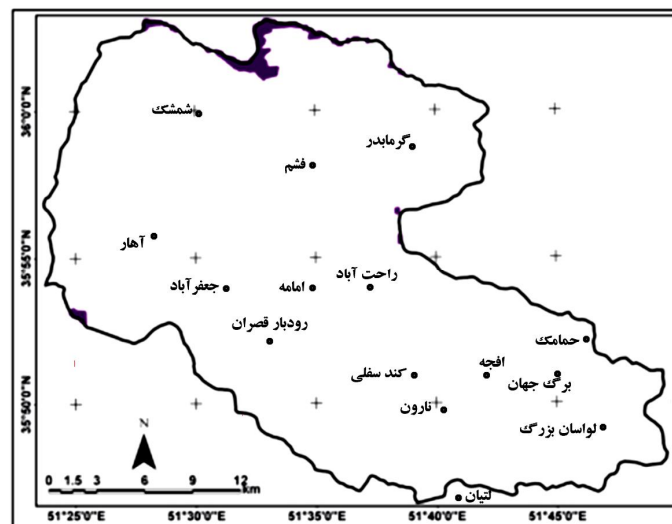 شمشک
گرمابدر
فشم
آهار
راحت آباد
امامه
جعفرآباد
رودبار قصران
حمامک
افجه
کند سفلی
برگ جهان
نارون
لواسان بزرگ
لتیان
N
0 1.5 3 6 9 12
km
36°0'0"N
35°55'0"N
35°50'0"N
51°25'0"E 51°30'0"E 51°35'0"E 51°40'0"E 51°45'0"E